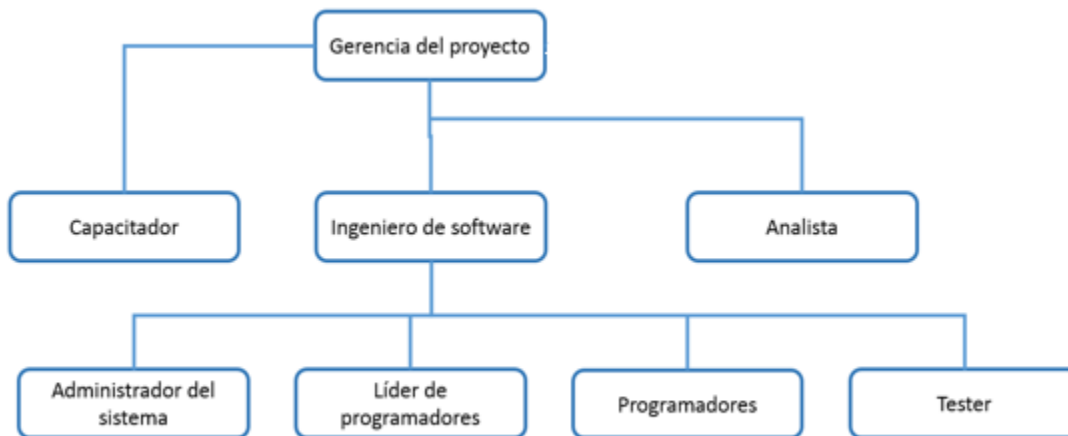 Gerencia del proyecto
Capacitador
Ingeniero de software
Analista
Administrador del
sistema
Líder de
programadores
Programadores
Tester